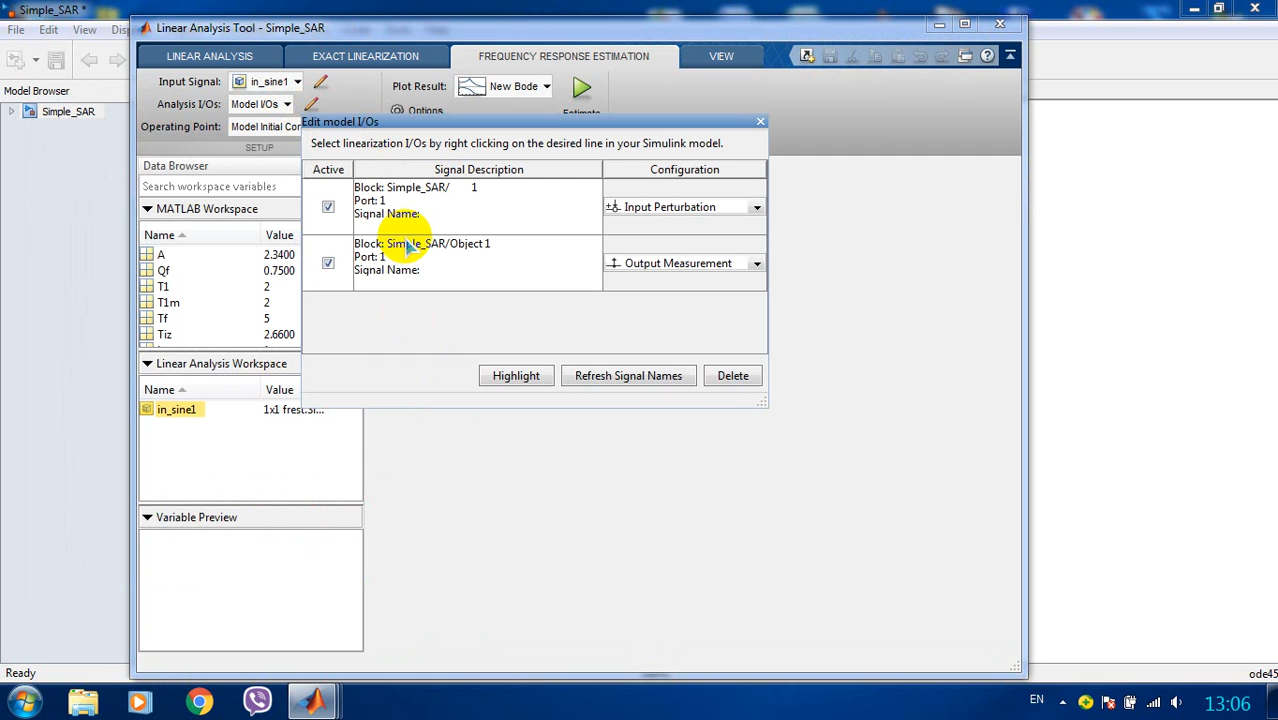 Simple_SAR *
File Edit View Disp
Model Browser
Simple_SAR
Linear Analysis Tool - Simple_SAR
LINEAR ANALYSIS EXACT LINEARIZATION FREQUENCY RESPONSE ESTIMATION VIEW
Input Signal: in_sine1 Plot Result: New Bode
Analysis I/Os: Model I/Os Options Estimate
Operating Point: Model Initial Con
SETUP
Edit model I/Os
Select linearization I/Os by right clicking on the desired line in your Simulink model.
Active Signal Description Configuration
Block: Simple_SAR/ 1
Port: 1
Signal Name:
Input Perturbation
Block: Simple_SAR/Object 1
Port: 1
Signal Name:
Output Measurement
Highlight Refresh Signal Names Delete
Data Browser
Search workspace variables
MATLAB Workspace
Name Value
A 2.3400
Qf 0.7500
T1 2
T1m 2
Tf 5
Tiz 2.6600
Linear Analysis Workspace
Name Value
in_sine1 1x1 frest.Si...
Variable Preview
Ready ode45
EN 13:06